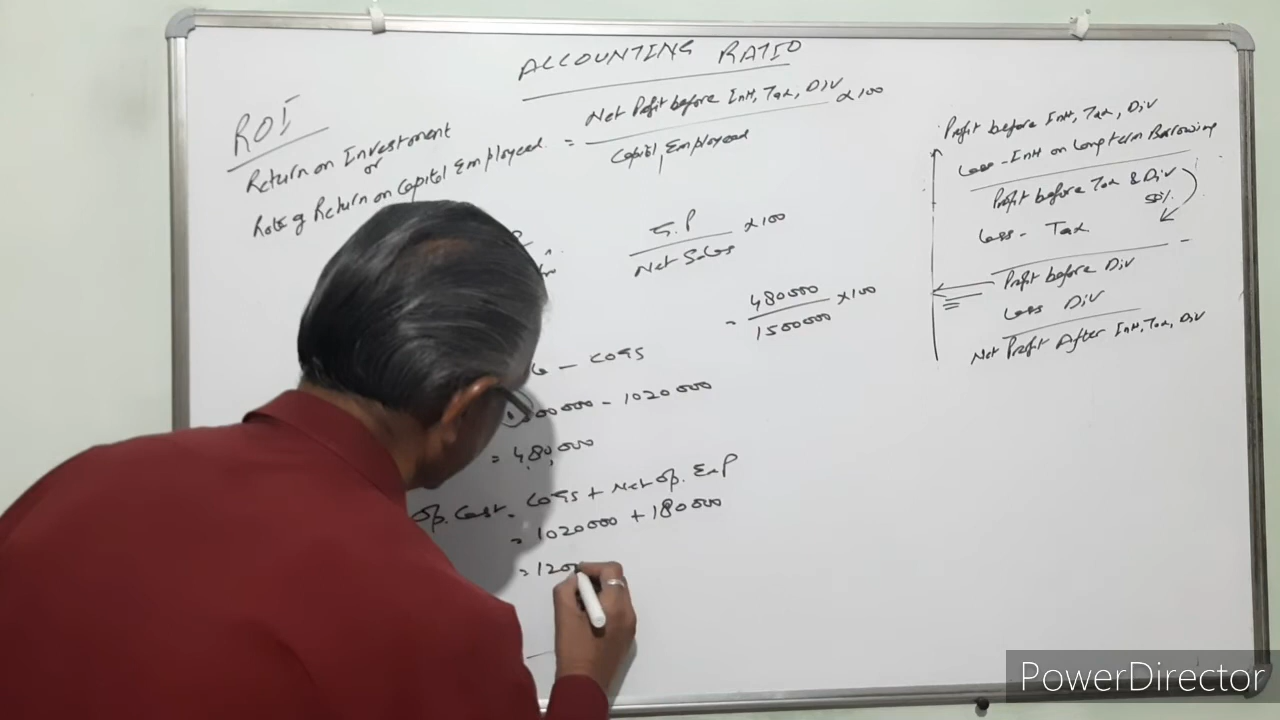 ACCOUNTING RATIO
ROI
Return on Investment
or
Rate of Return on Capital Employed = Net Profit before Int, Tax, Div x100
Capital Employed
G.P x100
Net Sales
= 480000 x100
1500000
- COGS
00000 - 1020000
= 480,000
Op. Cost = COGS + Net Op. Exp
= 1020000 + 180000
= 120
Profit before Int, Tax, Div
Less - Int on Long term Borrowing
Profit before Tax & Div
50%
Less - Tax
Profit before Div
Less Div
Net Profit After Int, Tax, Div
PowerDirector